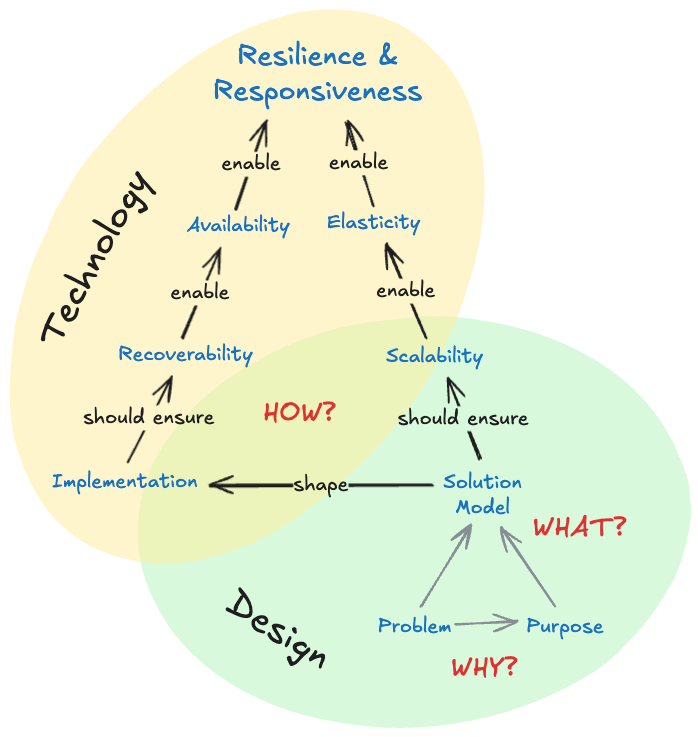 Resilience &
Responsiveness
enable
enable
Technology
Availability
Elasticity
enable
enable
Recoverability
Scalability
should ensure
HOW?
should ensure
Implementation
shape
Solution
Model
WHAT?
Design
Problem
Purpose
WHY?